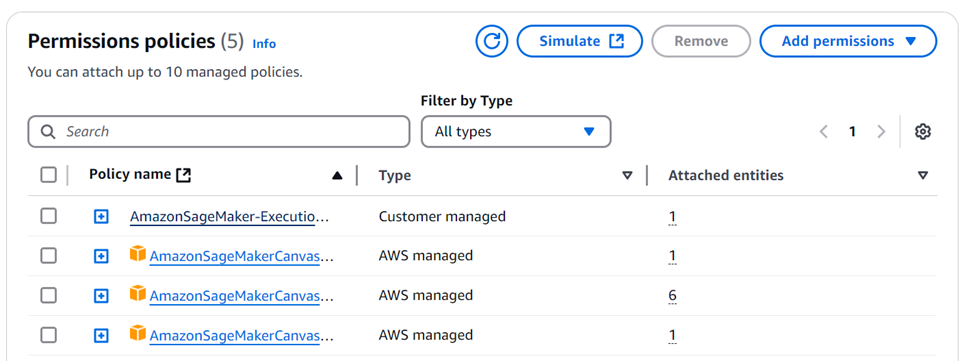 Permissions policies (5) Info
Simulate
Remove
Add permissions
You can attach up to 10 managed policies.
Filter by Type
Search
All types
1
Policy name
Type
Attached entities
AmazonSageMaker-Executio...
Customer managed
1
AmazonSageMakerCanvas...
AWS managed
1
AmazonSageMakerCanvas...
AWS managed
6
AmazonSageMakerCanvas...
AWS managed
1